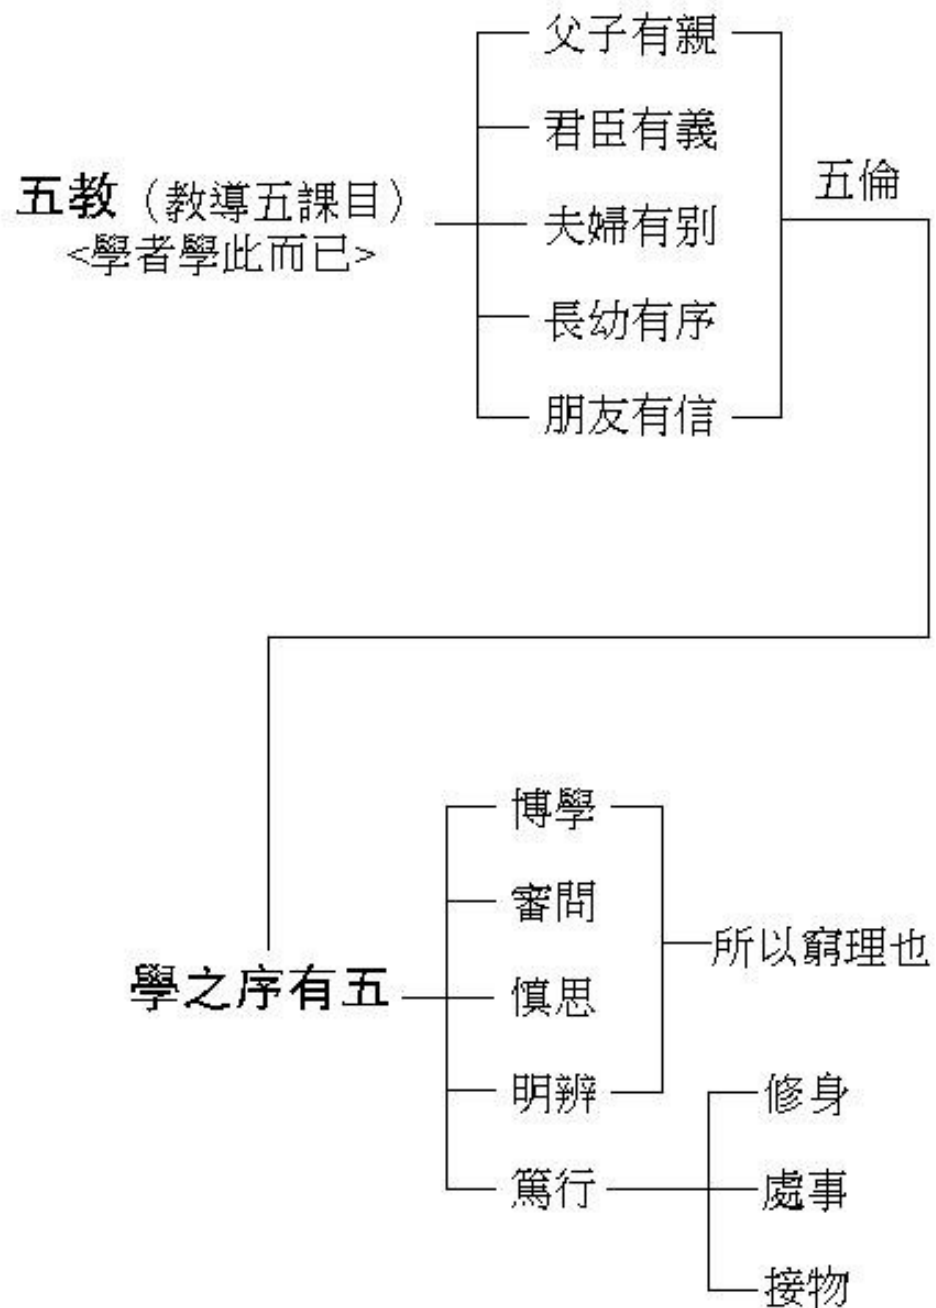 五教（教導五課目）
<學者學此而已>
父子有親
君臣有義
夫婦有別
長幼有序
朋友有信
五倫
學之序有五
博學
審問
慎思
明辨
篤行
所以窮理也
修身
處事
接物